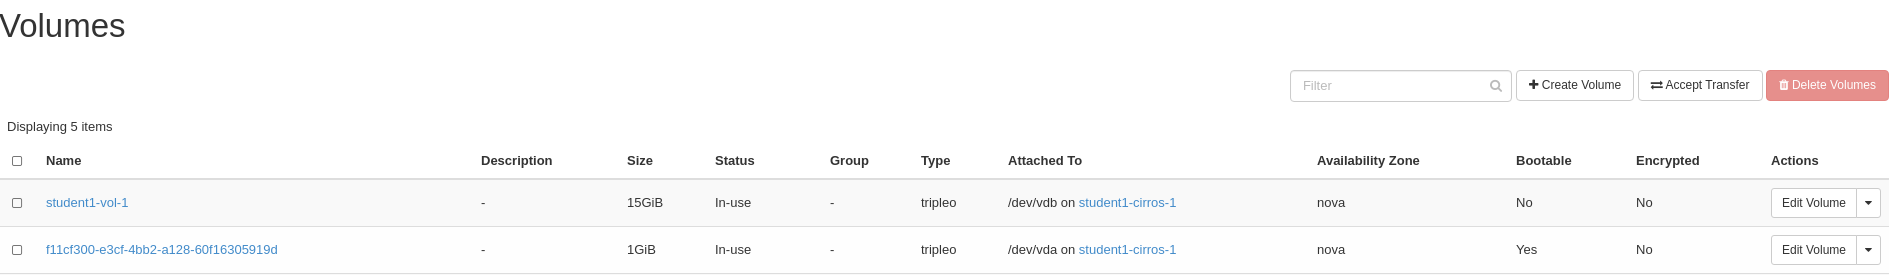 Volumes
Filter Create Volume Accept Transfer Delete Volumes
Displaying 5 items
Name Description Size Status Group Type Attached To Availability Zone Bootable Encrypted Actions
student1-vol-1 - 15GiB In-use - tripleo /dev/vdb on student1-cirros-1 nova No No Edit Volume
f11cf300-e3cf-4bb2-a128-60f16305919d - 1GiB In-use - tripleo /dev/vda on student1-cirros-1 nova Yes No Edit Volume